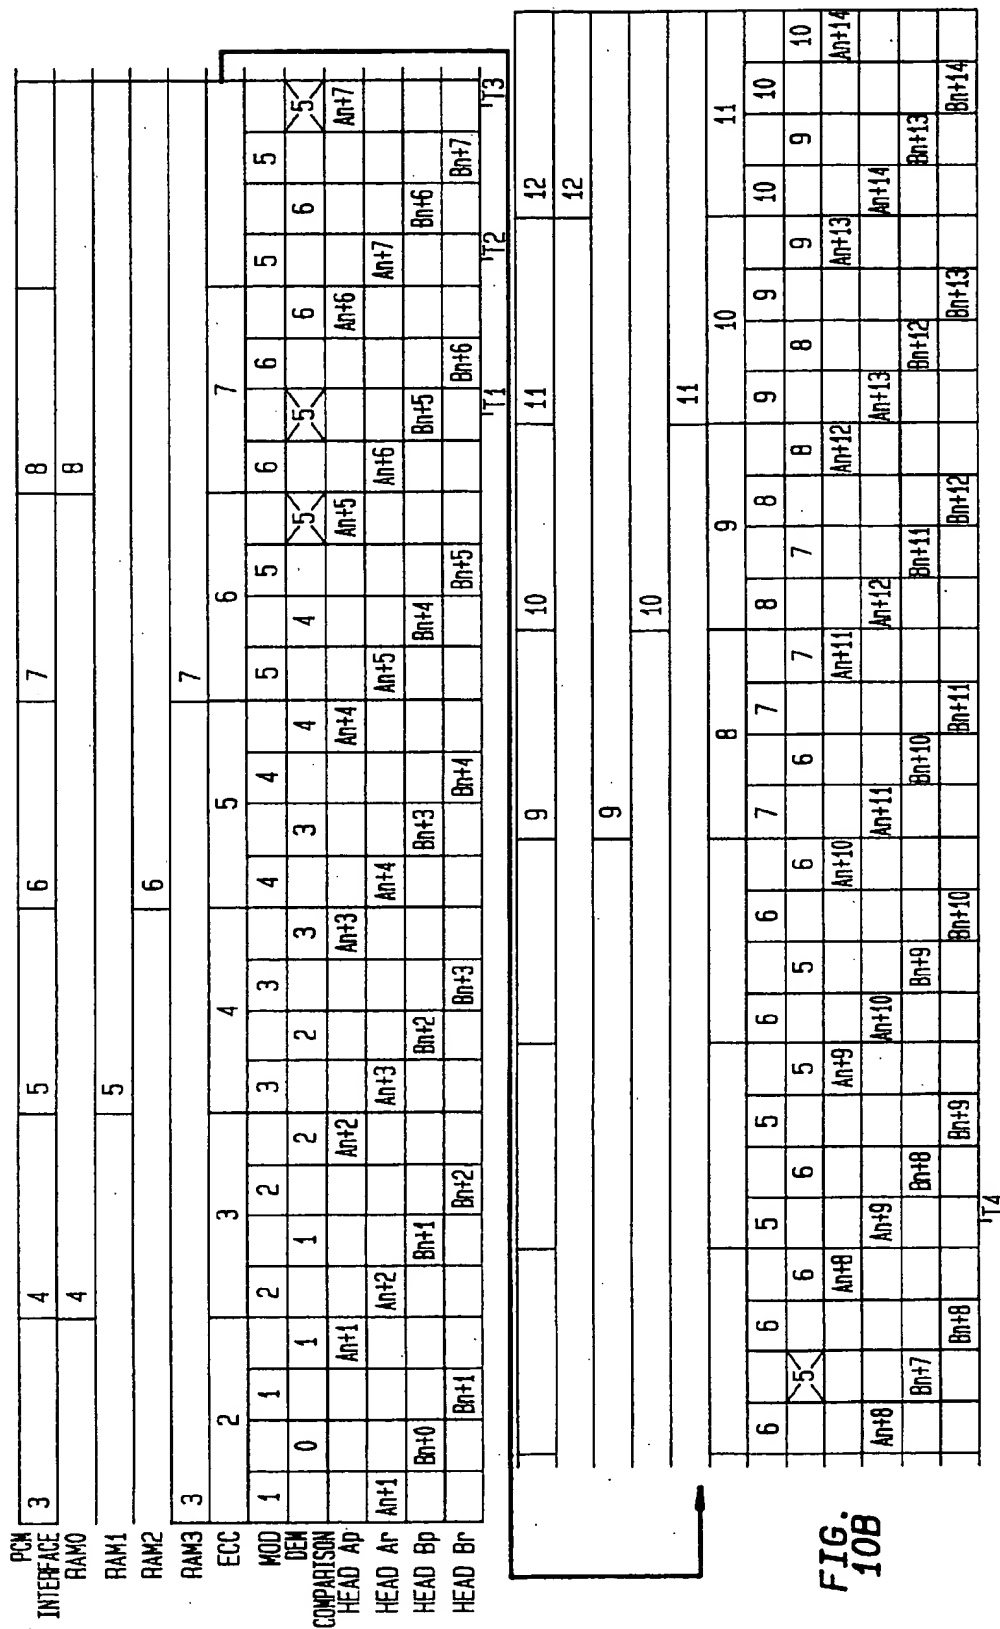 PCM
INTERFACE 3 4 5 6 7 8
RAM0 4 8
RAM1 5
RAM2 6
RAM3 3 7
ECC 2 3 4 5 6 7
MOD 1 1 2 2 3 3 4 4 5 5 6 6 5 5
DEM
COMPARISON 0 1 1 2 2 3 3 4 4 5 5 6 6 5
HEAD Ap An+1 An+2 An+3 An+4 An+5 An+6 An+7
HEAD Ar An+1 An+2 An+3 An+4 An+5 An+6 An+7
HEAD Bp Bn+0 Bn+1 Bn+2 Bn+3 Bn+4 Bn+5 Bn+6
HEAD Br Bn+1 Bn+2 Bn+3 Bn+4 Bn+5 Bn+6 Bn+7
T1 T2 T3
9 10 11 12
12
9
10
11
8 9 10 11
6 6 5 5 6 6 7 7 8 8 9 9 10 10
5 6 6 5 5 6 6 7 7 8 8 9 9 10
An+8 An+9 An+10 An+11 An+12 An+13 An+14
An+8 An+9 An+10 An+11 An+12 An+13 An+14
Bn+7 Bn+8 Bn+9 Bn+10 Bn+11 Bn+12 Bn+13
Bn+8 Bn+9 Bn+10 Bn+11 Bn+12 Bn+13 Bn+14
T4
FIG.
10B